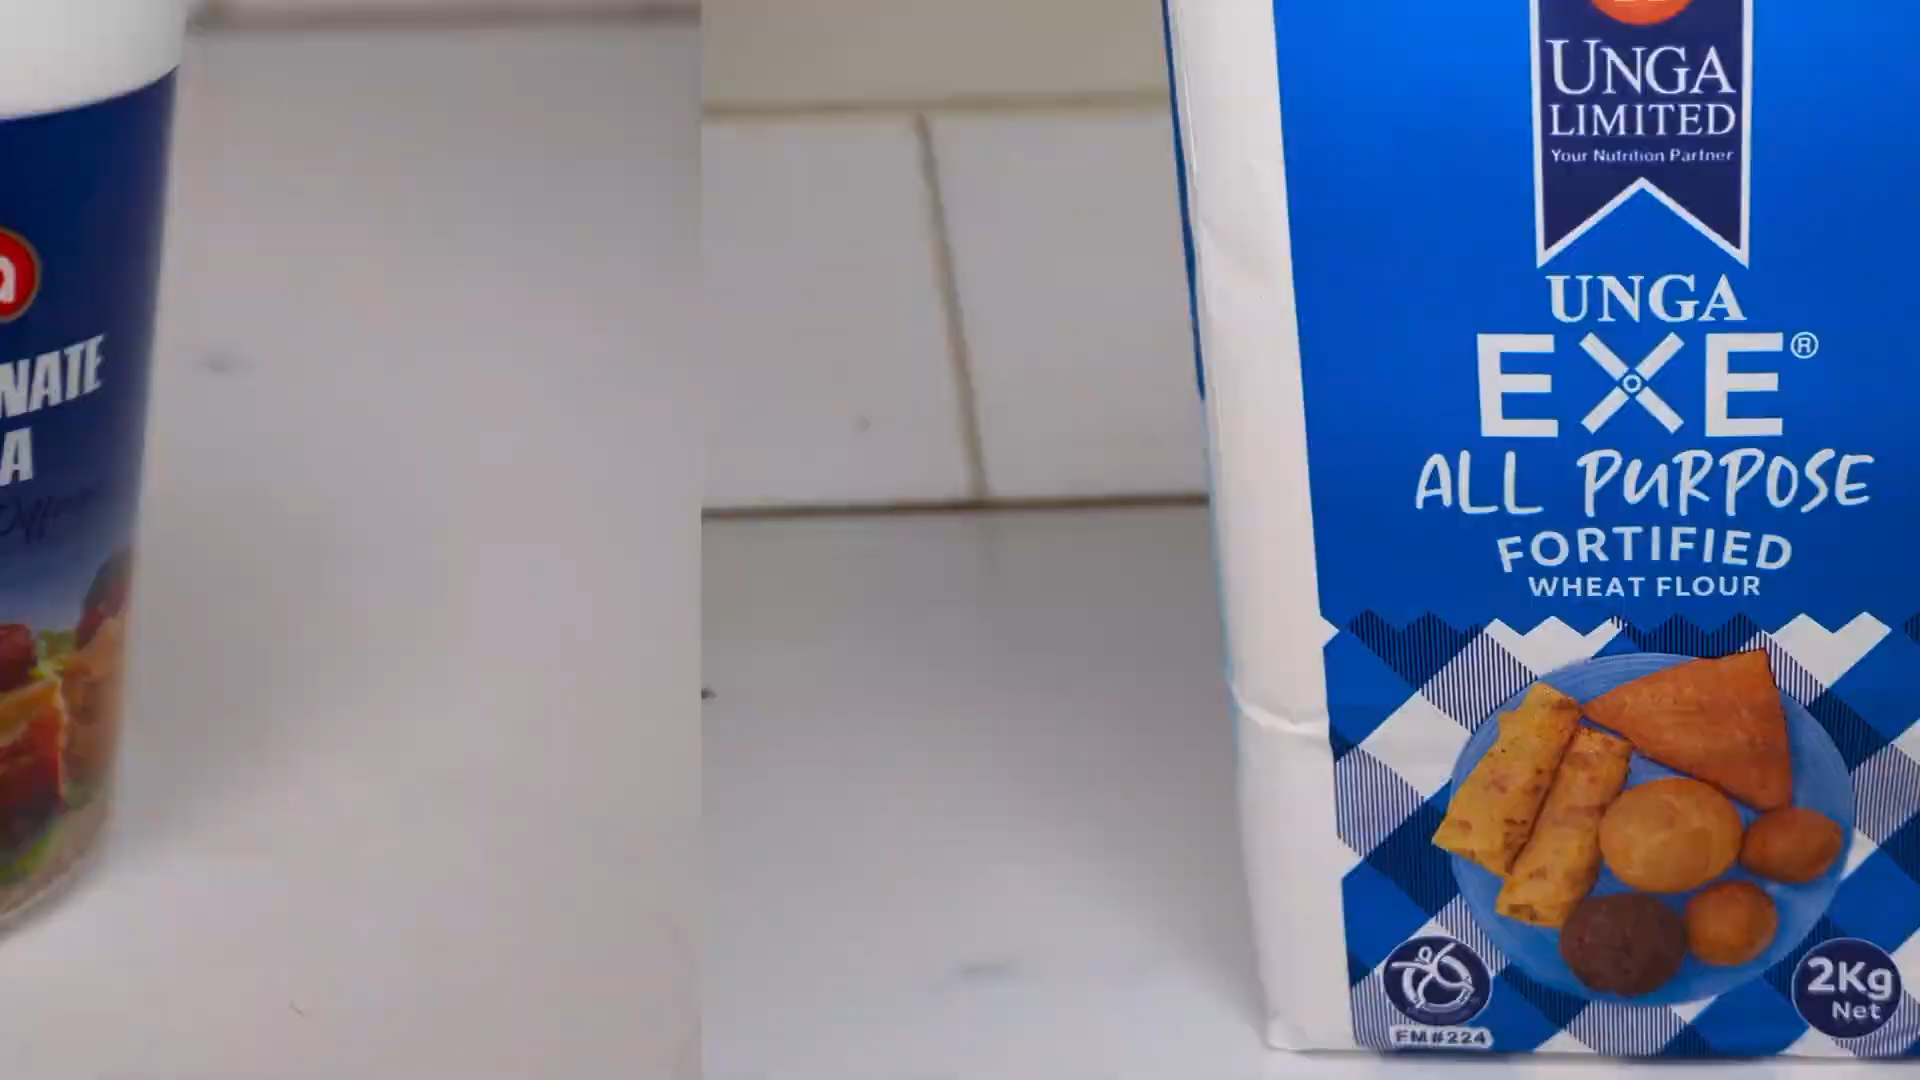 NATE
A
UNGA
LIMITED
Your Nutrition Partner
UNGA
EXE®
ALL PURPOSE
FORTIFIED
WHEAT FLOUR
2Kg
Net
FM#224